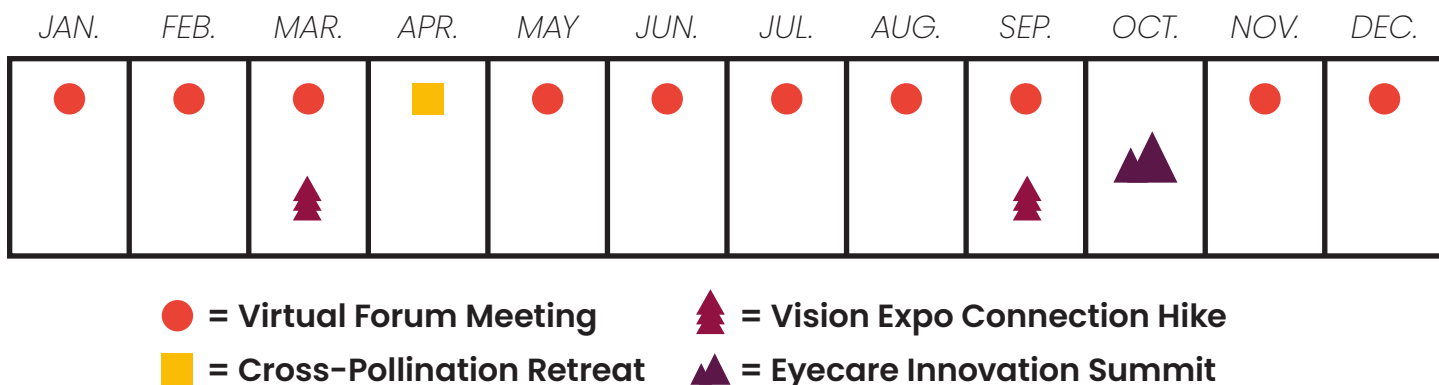 JAN. FEB. MAR. APR. MAY JUN. JUL. AUG. SEP. OCT. NOV. DEC.
= Virtual Forum Meeting = Vision Expo Connection Hike
= Cross-Pollination Retreat = Eyecare Innovation Summit